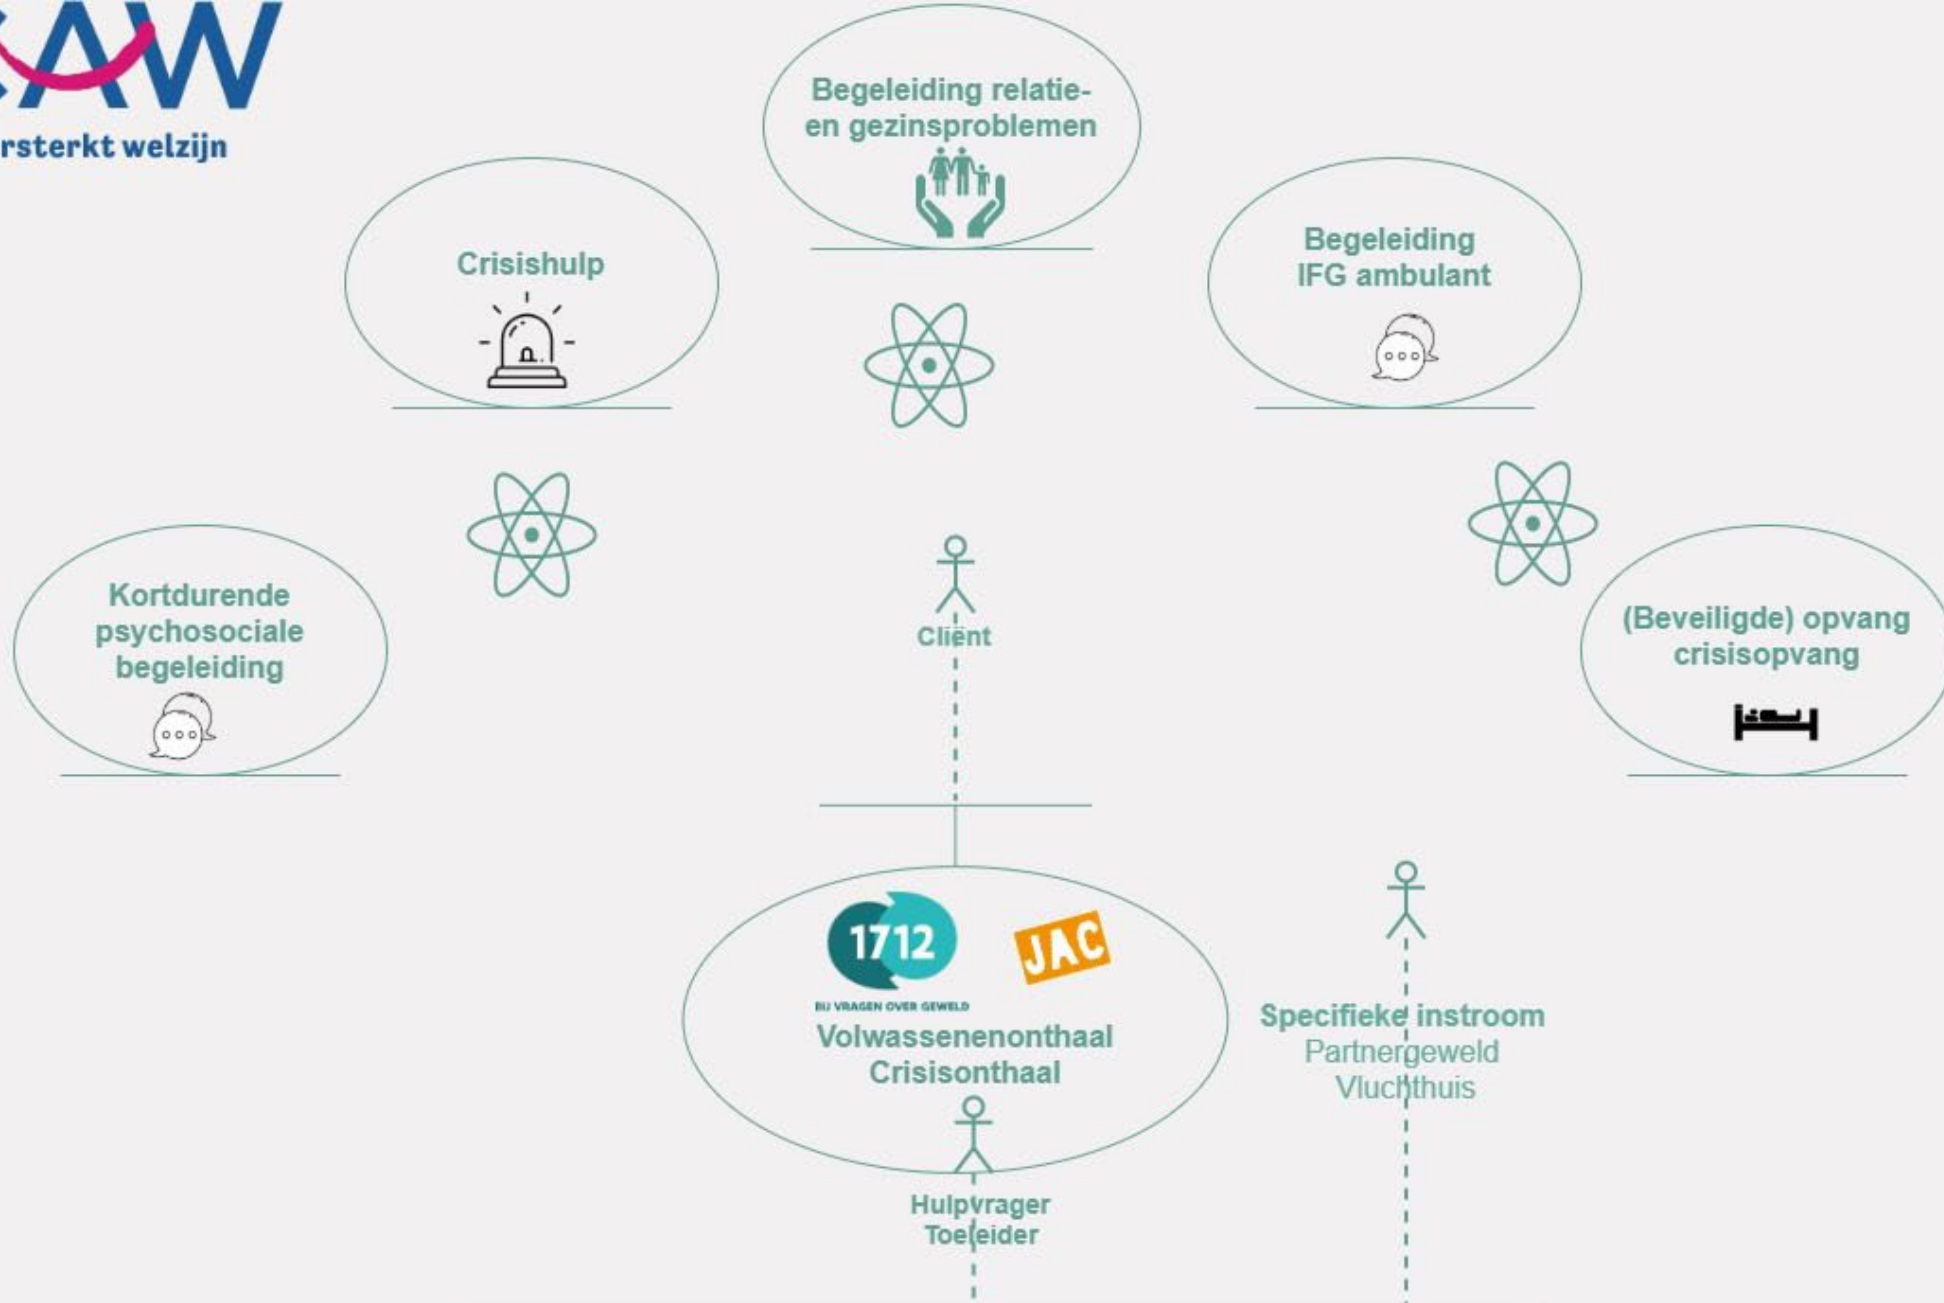 CAW
rsterkt welzijn
Begeleiding relatie-
en gezinsproblemen
Crisishulp
Begeleiding
IFG ambulant
Kortdurende
psychosociale
begeleiding
Cliënt
(Beveiligde) opvang
crisisopvang
1712
JAC
BIJ VRAGEN OVER GEWELD
Volwassenenonthaal
Crisisonthaal
Specifieke instroom
Partnergeweld
Vluchthuis
Hulpvrager
Toeleider